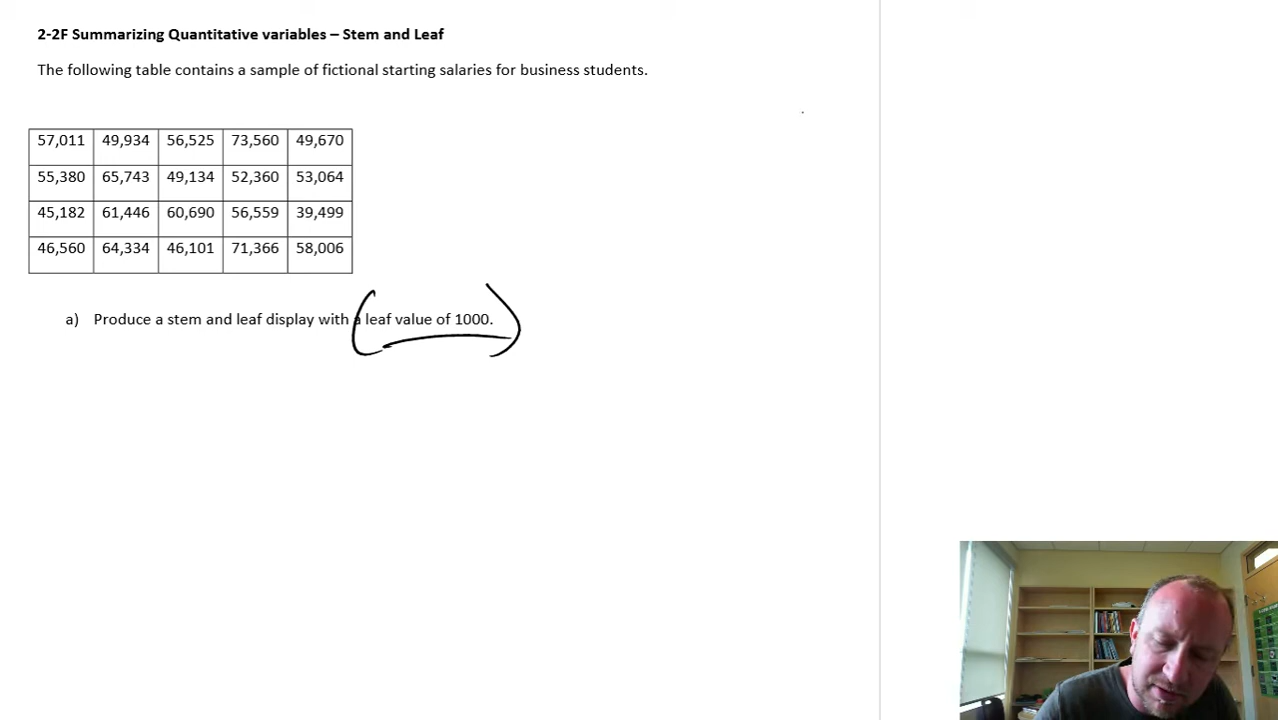 2-2F Summarizing Quantitative variables – Stem and Leaf
The following table contains a sample of fictional starting salaries for business students.
57,011 49,934 56,525 73,560 49,670
55,380 65,743 49,134 52,360 53,064
45,182 61,446 60,690 56,559 39,499
46,560 64,334 46,101 71,366 58,006
a) Produce a stem and leaf display with a leaf value of 1000.